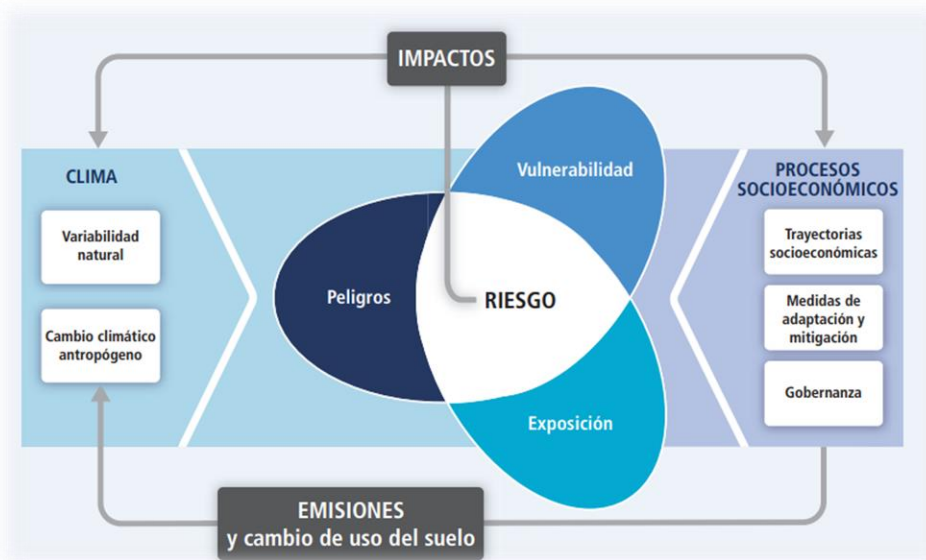 IMPACTOS
CLIMA
Variabilidad
natural
Cambio climático
antropógeno
Peligros
Vulnerabilidad
RIESGO
Exposición
PROCESOS
SOCIOECONÓMICOS
Trayectorias
socioeconómicas
Medidas de
adaptación y
mitigación
Gobernanza
EMISIONES
y cambio de uso del suelo